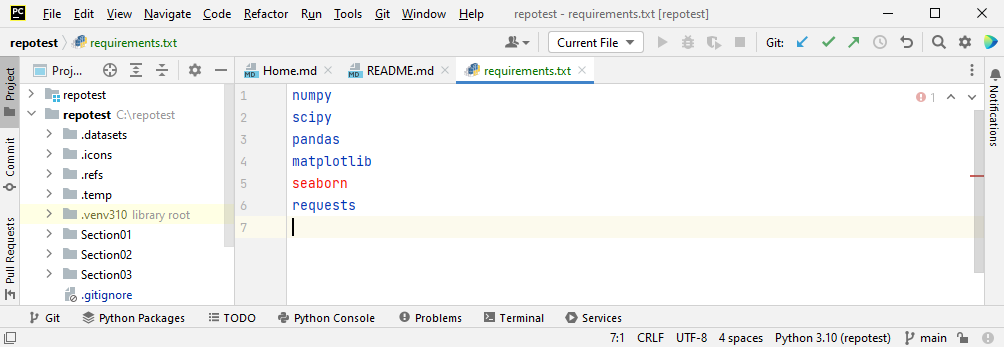 PC File Edit View Navigate Code Refactor Run Tools Git Window Help repotest - requirements.txt [repotest]
repotest requirements.txt Current File Git:
Project Proj... Home.md README.md requirements.txt Notifications
repotest
repotest C:\repotest
.datasets
.icons
.refs
.temp
.venv310 library root
Section01
Section02
Section03
.gitignore
Commit
Pull Requests
1 numpy 1
2 scipy
3 pandas
4 matplotlib
5 seaborn
6 requests
7
Git Python Packages TODO Python Console Problems Terminal Services
7:1 CRLF UTF-8 4 spaces Python 3.10 (repotest) main